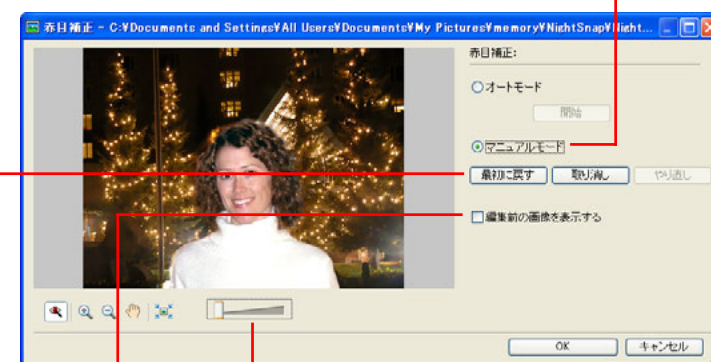 赤目補正 - C:¥Documents and Settings¥All Users¥Documents¥My Pictures¥memory¥NightSnap¥Night...
赤目補正:
オートモード
開始
マニュアルモード
最初に戻す 取り消し やり直し
編集前の画像を表示する
OK キャンセル